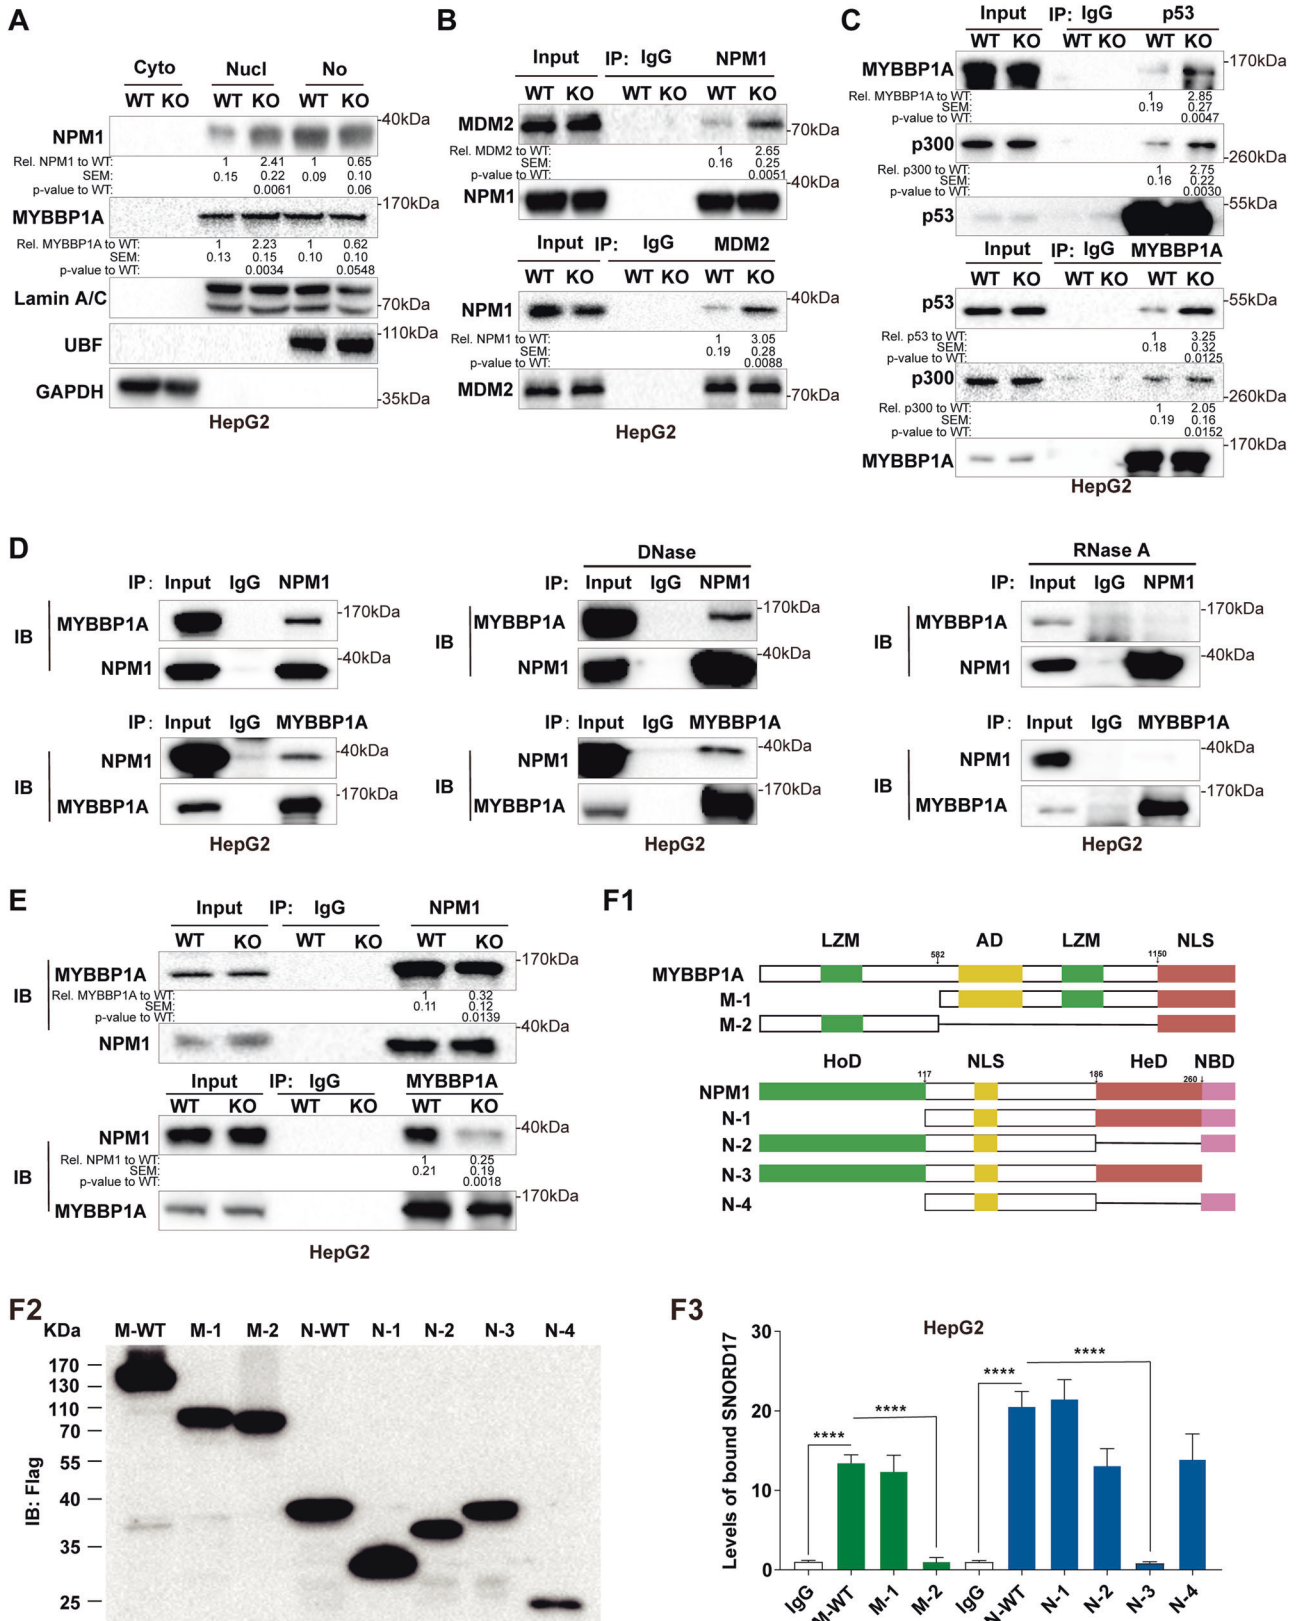 A
Cyto Nucl No
WT KO WT KO WT KO
NPM1 -40kDa
Rel. NPM1 to WT: 1 2.41 1 0.65
SEM: 0.15 0.22 0.09 0.10
p-value to WT: 0.0061 0.06
MYBBP1A -170kDa
Rel. MYBBP1A to WT: 1 2.23 1 0.62
SEM: 0.13 0.15 0.10 0.10
p-value to WT: 0.0034 0.0548
Lamin A/C -70kDa
UBF -110kDa
GAPDH -35kDa
HepG2
B
Input IP: IgG NPM1
WT KO WT KO WT KO
MDM2 -70kDa
Rel. MDM2 to WT: 1 2.65
SEM: 0.16 0.25
p-value to WT: 0.0051
NPM1 -40kDa
Input IP: IgG MDM2
WT KO WT KO WT KO
NPM1 -40kDa
Rel. NPM1 to WT: 1 3.05
SEM: 0.19 0.28
p-value to WT: 0.0088
MDM2 -70kDa
HepG2
C
Input IP: IgG p53
WT KO WT KO WT KO
MYBBP1A -170kDa
Rel. MYBBP1A to WT: 1 2.85
SEM: 0.19 0.27
p-value to WT: 0.0047
p300 -260kDa
Rel. p300 to WT: 1 2.75
SEM: 0.16 0.22
p-value to WT: 0.0030
p53 -55kDa
Input IP: IgG MYBBP1A
WT KO WT KO WT KO
p53 -55kDa
Rel. p53 to WT: 1 3.25
SEM: 0.18 0.32
p-value to WT: 0.0125
p300 -260kDa
Rel. p300 to WT: 1 2.05
SEM: 0.19 0.16
p-value to WT: 0.0152
MYBBP1A -170kDa
HepG2
D
IP: Input IgG NPM1
IB MYBBP1A -170kDa
NPM1 -40kDa
IP: Input IgG MYBBP1A
IB NPM1 -40kDa
MYBBP1A -170kDa
HepG2
DNase
IP: Input IgG NPM1
IB MYBBP1A -170kDa
NPM1 -40kDa
IP: Input IgG MYBBP1A
IB NPM1 -40kDa
MYBBP1A -170kDa
HepG2
RNase A
IP: Input IgG NPM1
IB MYBBP1A -170kDa
NPM1 -40kDa
IP: Input IgG MYBBP1A
IB NPM1 -40kDa
MYBBP1A -170kDa
HepG2
E
Input IP: IgG NPM1
WT KO WT KO WT KO
IB MYBBP1A -170kDa
Rel. MYBBP1A to WT: 1 0.32
SEM: 0.11 0.12
p-value to WT: 0.0139
NPM1 -40kDa
Input IP: IgG MYBBP1A
WT KO WT KO WT KO
IB NPM1 -40kDa
Rel. NPM1 to WT: 1 0.25
SEM: 0.21 0.19
p-value to WT: 0.0018
MYBBP1A -170kDa
HepG2
F1
LZM AD LZM NLS
582 1150
MYBBP1A
M-1
M-2
HoD NLS HeD NBD
117 186 260
NPM1
N-1
N-2
N-3
N-4
F2
KDa M-WT M-1 M-2 N-WT N-1 N-2 N-3 N-4
170
130
110
70
55
40
35
25
IB: Flag
F3
HepG2
Levels of bound SNORD17
30
20
10
0
**** **** **** ****
IgG M-WT M-1 M-2 IgG N-WT N-1 N-2 N-3 N-4